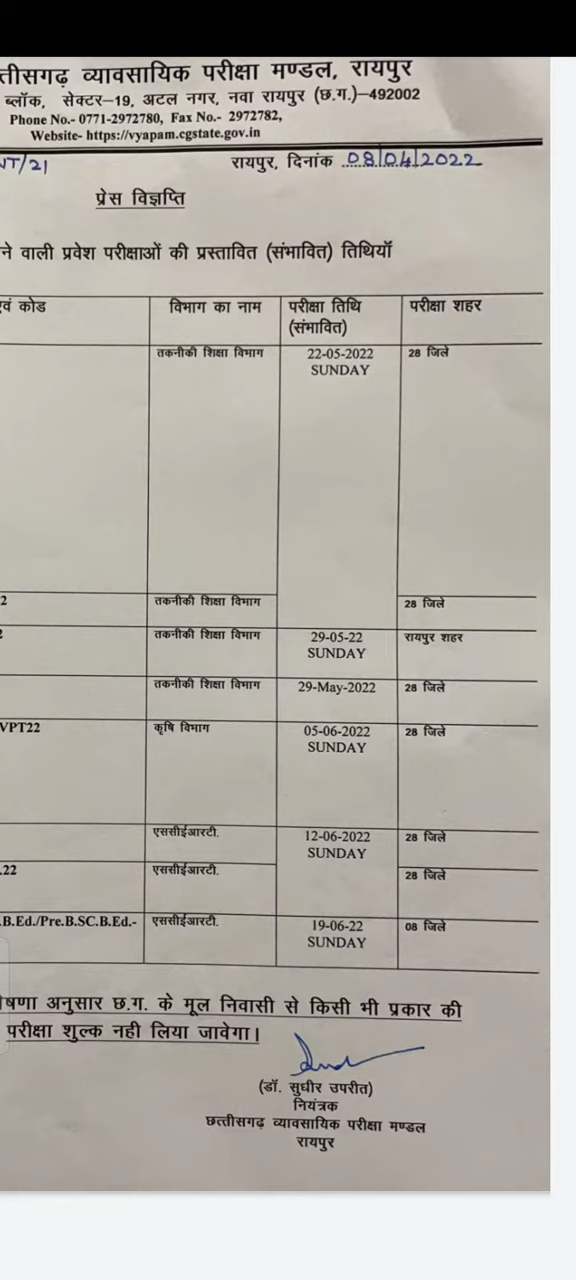 त्तीसगढ़ व्यावसायिक परीक्षा मण्डल, रायपुर
ब्लॉक, सेक्टर-19, अटल नगर, नवा रायपुर (छ.ग.)-492002
Phone No.- 0771-2972780, Fax No.- 2972782,
Website- https://vyapam.cgstate.gov.in
NT/21 रायपुर, दिनांक 08/04/2022
प्रेस विज्ञप्ति
ने वाली प्रवेश परीक्षाओं की प्रस्तावित (संभावित) तिथियॉ
एवं कोड विभाग का नाम परीक्षा तिथि परीक्षा शहर
(संभावित)
तकनीकी शिक्षा विभाग 22-05-2022 28 जिले
SUNDAY
2 तकनीकी शिक्षा विभाग 28 जिले
2 तकनीकी शिक्षा विभाग 29-05-22 रायपुर शहर
SUNDAY
तकनीकी शिक्षा विभाग 29-May-2022 28 जिले
VPT22 कृषि विभाग 05-06-2022 28 जिले
SUNDAY
एससीईआरटी. 12-06-2022 28 जिले
SUNDAY
.22 एससीईआरटी. 28 जिले
.B.Ed./Pre.B.SC.B.Ed.- एससीईआरटी. 19-06-22 08 जिले
SUNDAY
षणा अनुसार छ.ग. के मूल निवासी से किसी भी प्रकार की
परीक्षा शुल्क नही लिया जावेगा।
(डॉ. सुधीर उपरीत)
नियंत्रक
छत्तीसगढ़ व्यावसायिक परीक्षा मण्डल
रायपुर